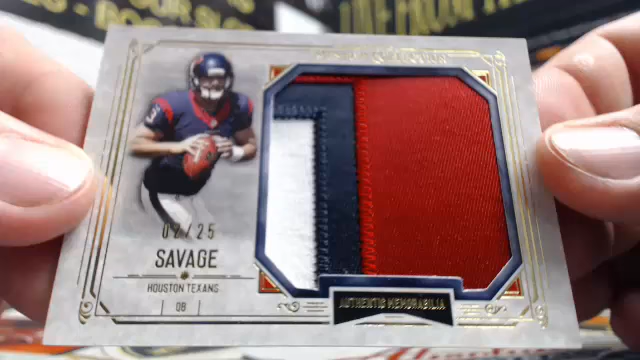 02/25
SAVAGE
HOUSTON TEXANS
QB
AUTHENTIC MEMORABILIA